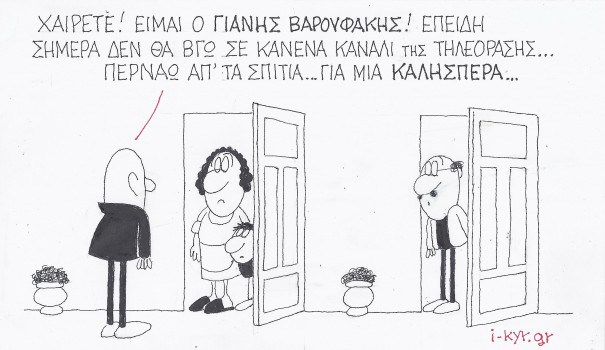 ΧΑΙΡΕΤΕ! ΕΙΜΑΙ Ο ΓΙΑΝΗΣ ΒΑΡΟΥΦΑΚΗΣ! ΕΠΕΙΔΗ
ΣΗΜΕΡΑ ΔΕΝ ΘΑ ΒΓΩ ΣΕ ΚΑΝΕΝΑ ΚΑΝΑΛΙ της ΤΗΛΕΟΡΑΣΗΣ...
ΠΕΡΝΑΩ ΑΠ' ΤΑ ΣΠΙΤΙΑ...ΓΙΑ ΜΙΑ ΚΑΛΗΣΠΕΡΑ...
i-kyr.gr